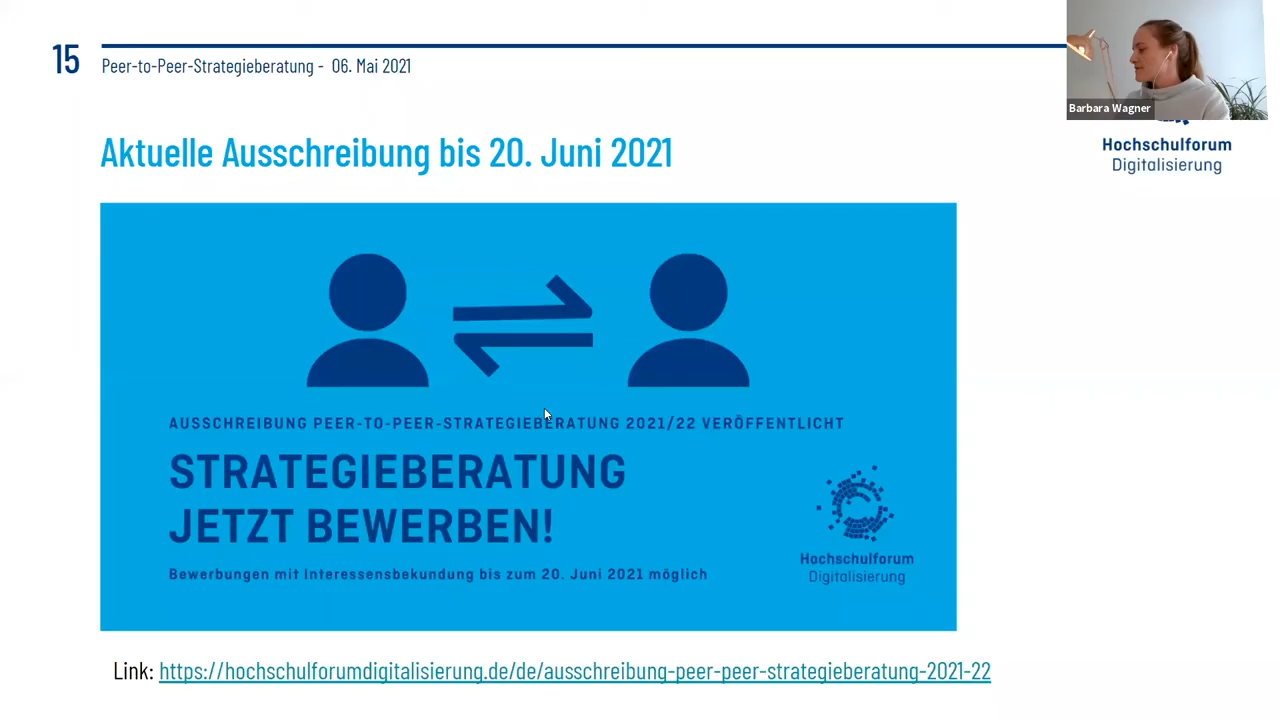 15
Peer-to-Peer-Strategieberatung - 06. Mai 2021
Barbara Wagner
Hochschulforum
Digitalisierung
Aktuelle Ausschreibung bis 20. Juni 2021
AUSSCHREIBUNG PEER-TO-PEER-STRATEGIEBERATUNG 2021/22 VERÖFFENTLICHT
STRATEGIEBERATUNG
JETZT BEWERBEN!
Bewerbungen mit Interessensbekundung bis zum 20. Juni 2021 möglich
Hochschulforum
Digitalisierung
Link: https://hochschulforumdigitalisierung.de/de/ausschreibung-peer-peer-strategieberatung-2021-22